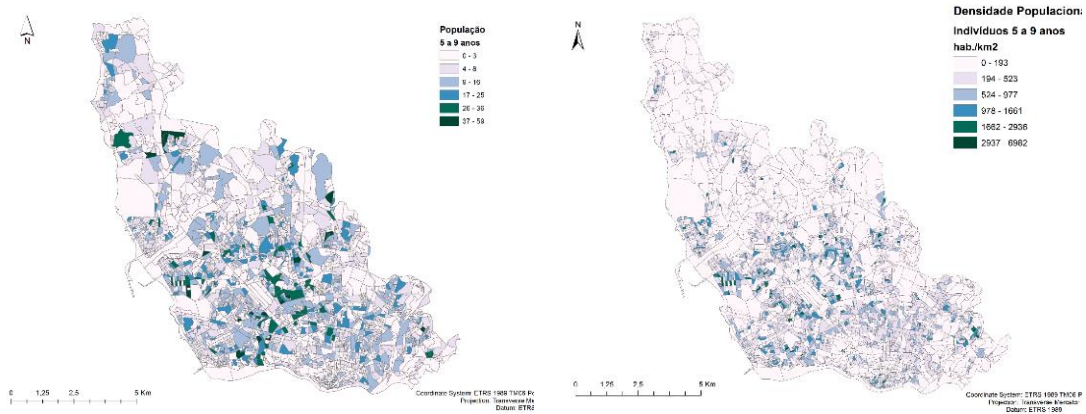 N
População
5 a 9 anos
0 - 3
4 - 8
9 - 16
17 - 25
26 - 36
37 - 59
0 1,25 2,5 5 Km
Coordinate System: ETRS 1989 TM06 Po
Projection: Transverse Me
Datum: ETRS
N
Densidade Populaciona
Indivíduos 5 a 9 anos
hab./km2
0 - 193
194 - 523
524 - 977
978 - 1661
1662 - 2936
2937 - 6982
0 1,25 2,5 5 Km
Coordinate System: ETRS 1989 TM06 P
Projection: Transverse Mercator
Datum: ETRS 1989